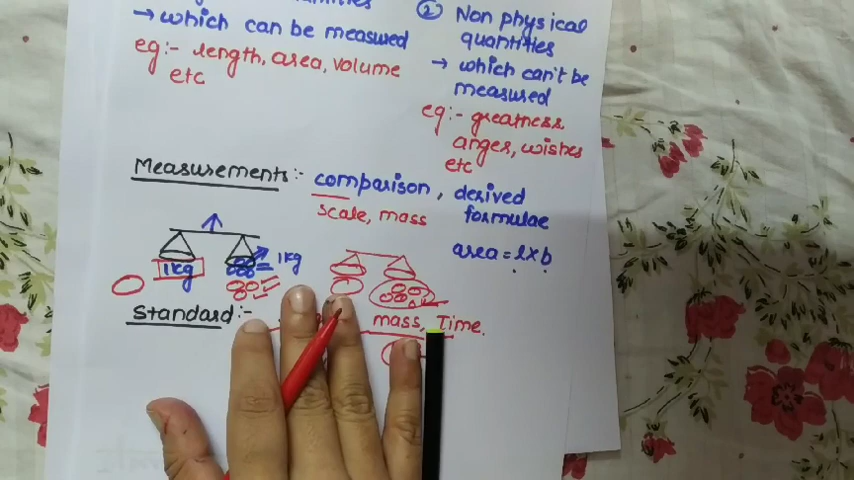 → which can be measured
eg:- length, area, volume
etc
② Non physical
quantities
→ which can't be
measured
eg:- greatness
anger, wishes
etc
Measurements:- comparison, derived
scale, mass formulae
area = l x b
1kg
1kg
Standard:- mass, Time.